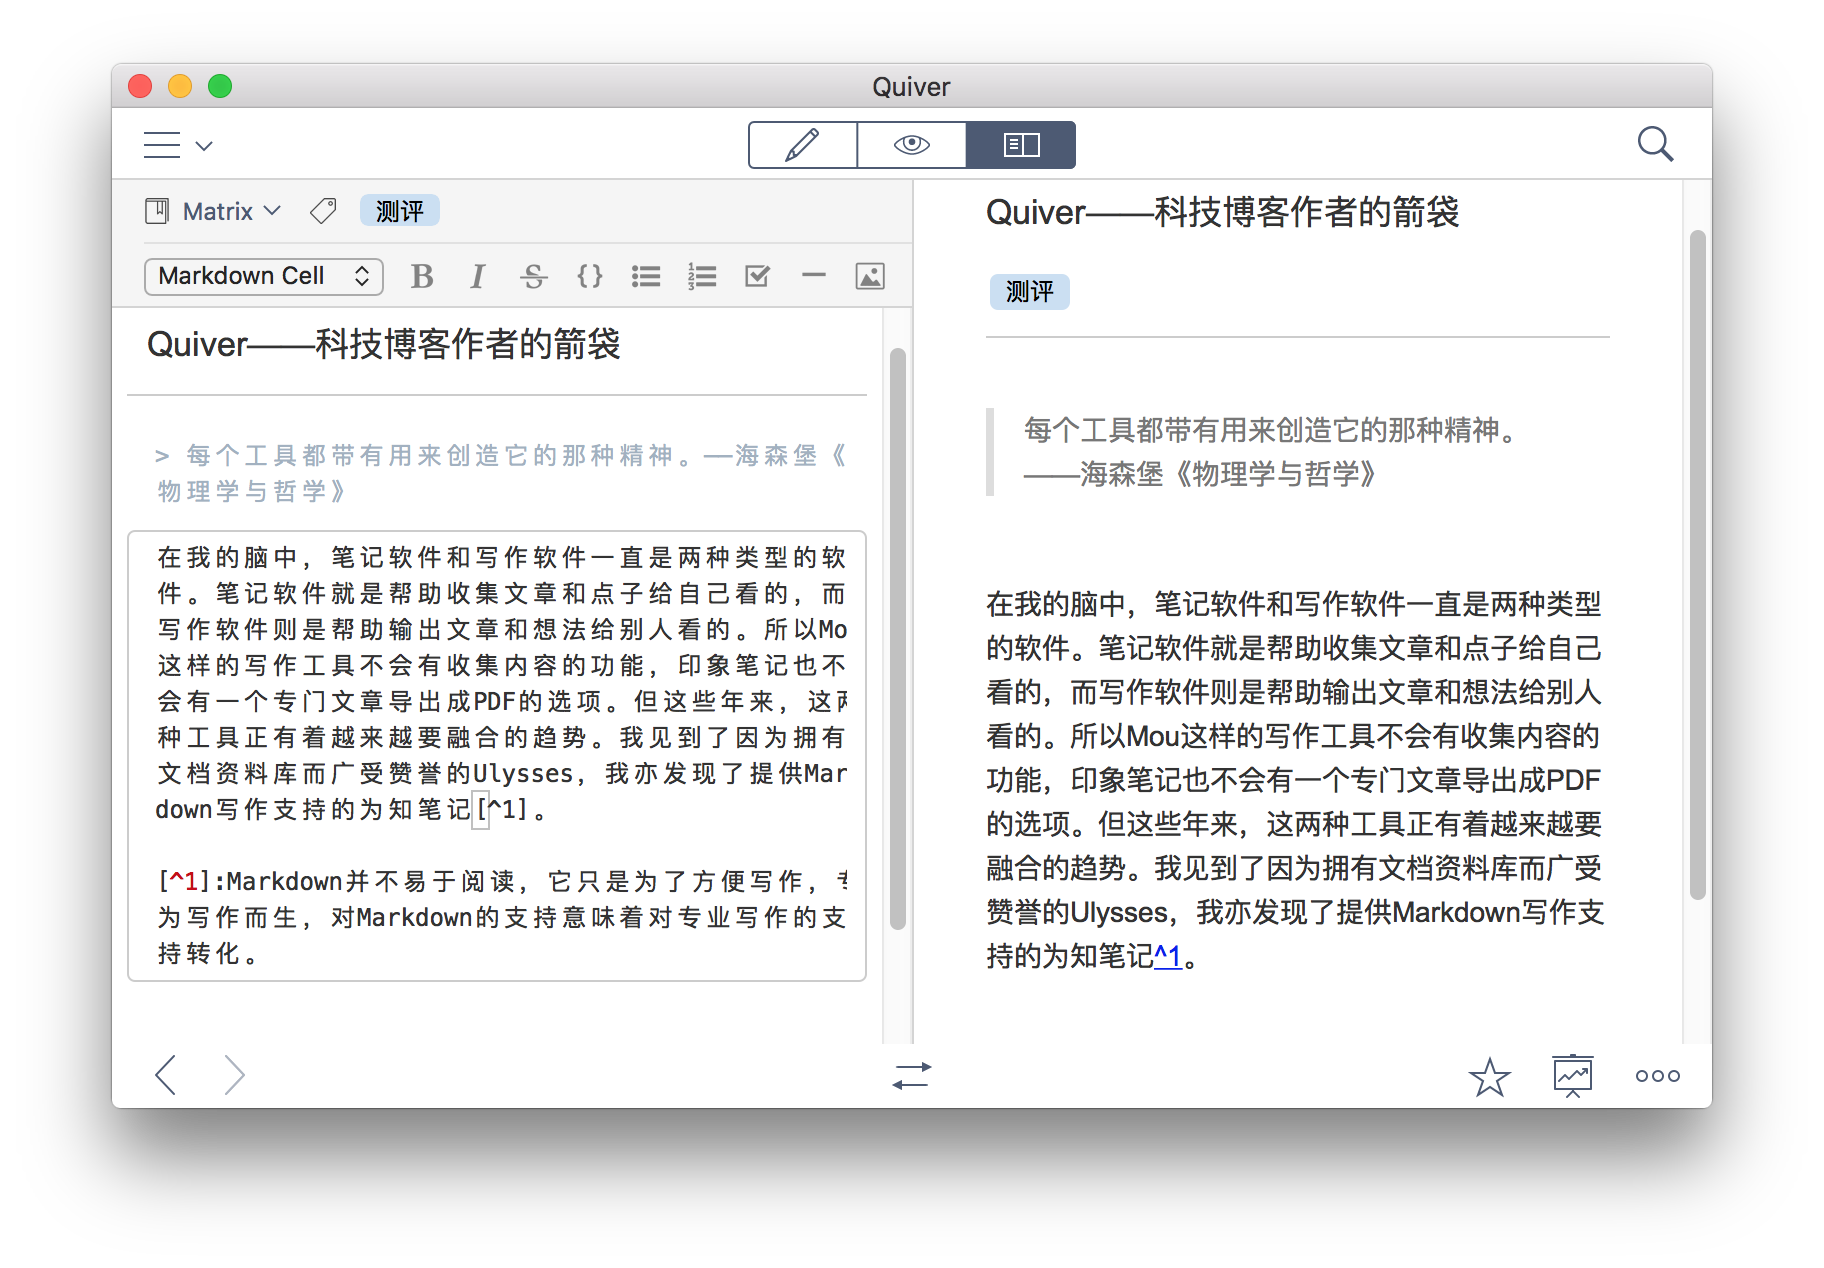 Quiver
Matrix
测评
Markdown Cell
Quiver——科技博客作者的箭袋
> 每个工具都带有用来创造它的那种精神。——海森堡《
物理学与哲学》
在我的脑中，笔记软件和写作软件一直是两种类型的软
件。笔记软件就是帮助收集文章和点子给自己看的，而
写作软件则是帮助输出文章和想法给别人看的。所以Mo
这样的写作工具不会有收集内容的功能，印象笔记也不
会有一个专门文章导出成PDF的选项。但这些年来，这两
种工具正有着越来越要融合的趋势。我见到了因为拥有
文档资料库而广受赞誉的Ulysses，我亦发现了提供Mar
down写作支持的为知笔记[^1]。
[^1]:Markdown并不易于阅读，它只是为了方便写作，专
为写作而生，对Markdown的支持意味着对专业写作的支
持转化。
Quiver——科技博客作者的箭袋
测评
每个工具都带有用来创造它的那种精神。
——海森堡《物理学与哲学》
在我的脑中，笔记软件和写作软件一直是两种类型
的软件。笔记软件就是帮助收集文章和点子给自己
看的，而写作软件则是帮助输出文章和想法给别人
看的。所以Mou这样的写作工具不会有收集内容的
功能，印象笔记也不会有一个专门文章导出成PDF
的选项。但这些年来，这两种工具正有着越来越要
融合的趋势。我见到了因为拥有文档资料库而广受
赞誉的Ulysses，我亦发现了提供Markdown写作支
持的为知笔记^1。